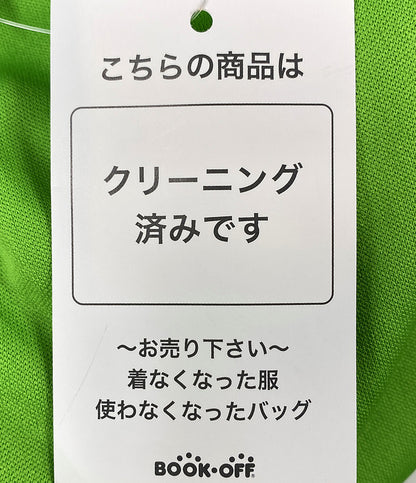 こちらの商品は
クリーニング
済みです
～お売り下さい～
着なくなった服
使わなくなったバッグ
BOOK・OFF